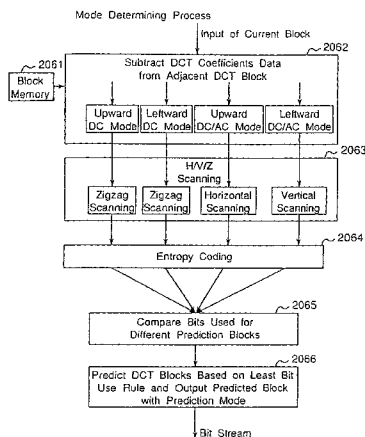 Mode Determining Process
Input of Current Block
2061
Block
Memory
2062
Subtract DCT Coefficients Data
from Adjacent DCT Block
Upward
DC Mode
Leftward
DC Mode
Upward
DC/AC Mode
Leftward
DC/AC Mode
2063
H/V/Z
Scanning
Zigzag
Scanning
Zigzag
Scanning
Horizontal
Scanning
Vertical
Scanning
2064
Entropy Coding
2065
Compare Bits Used for
Different Prediction Blocks
2066
Predict DCT Blocks Based on Least Bit
Use Rule and Output Predicted Block
with Prediction Mode
Bit Stream